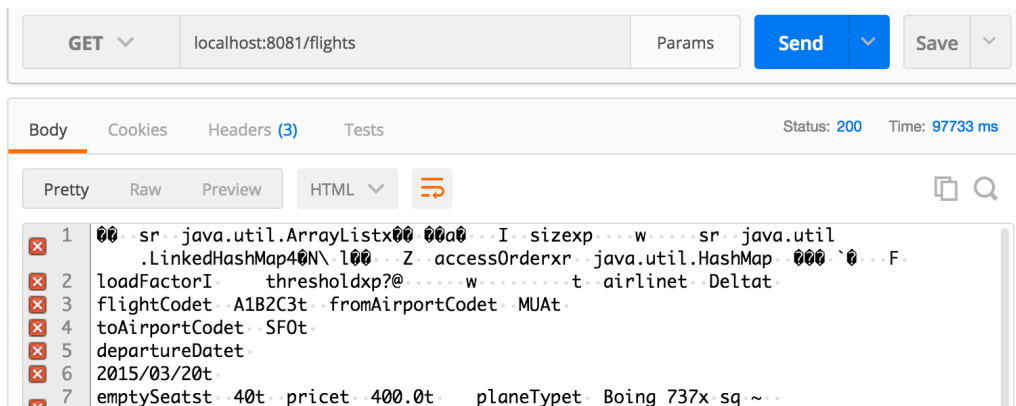 GET localhost:8081/flights Params Send Save
Body Cookies Headers (3) Tests Status: 200 Time: 97733 ms
Pretty Raw Preview HTML
1 �� sr java.util.ArrayListx�� ��a� I sizexp w sr java.util
.LinkedHashMap4�N\ l�� Z accessOrderxr java.util.HashMap ��� `� F
2 loadFactorI thresholdxp?@ w t airlinet Deltat
3 flightCodet A1B2C3t fromAirportCodet MUAt
4 toAirportCodet SFOt
5 departureDatet
6 2015/03/20t
7 emptySeatst 40t pricet 400.0t planeTypet Boing 737x sq ~